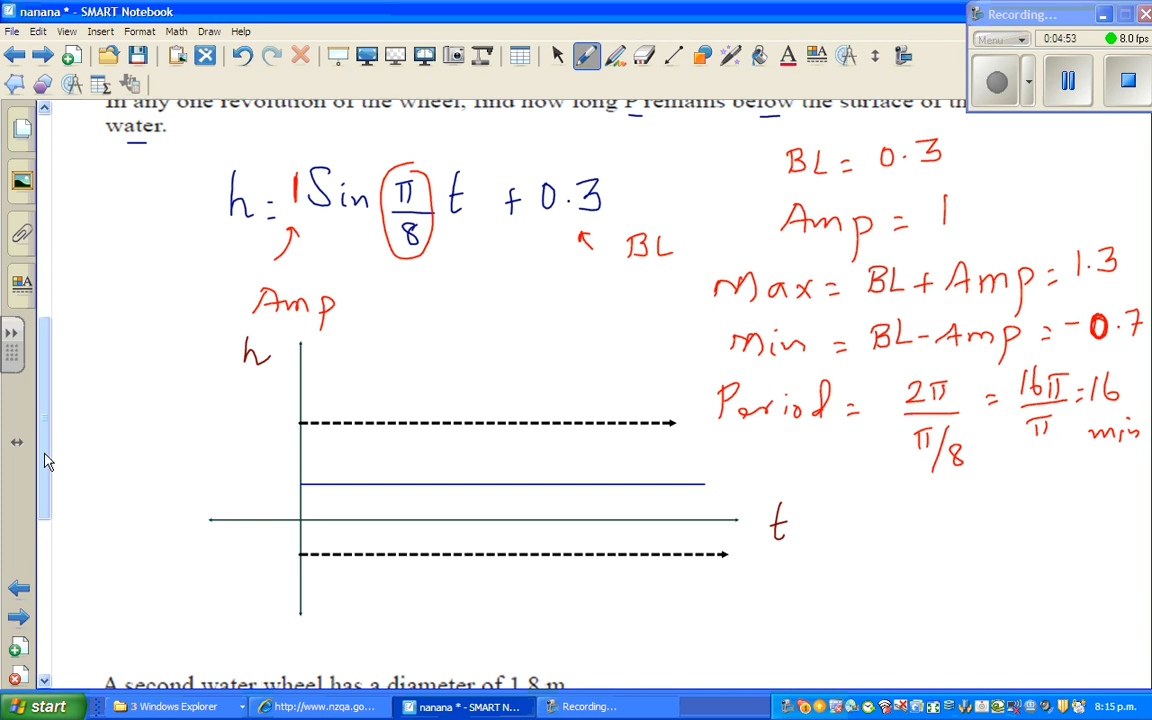 nanana * - SMART Notebook
Recording...
File Edit View Insert Format Math Draw Help
Menu
0:04:53
8.0 fps
In any one revolution of the wheel, find how long P remains below the surface of the
water.
h = 1 Sin π/8 t + 0.3
BL
Amp
BL = 0.3
Amp = 1
Max = BL + Amp = 1.3
Min = BL - Amp = -0.7
Period = 2π / π/8 = 16π/π = 16
min
h
t
A second water wheel has a diameter of 1.8 m
start
3 Windows Explorer
http://www.nzqa.go...
nanana * - SMART N...
Recording...
8:15 p.m.